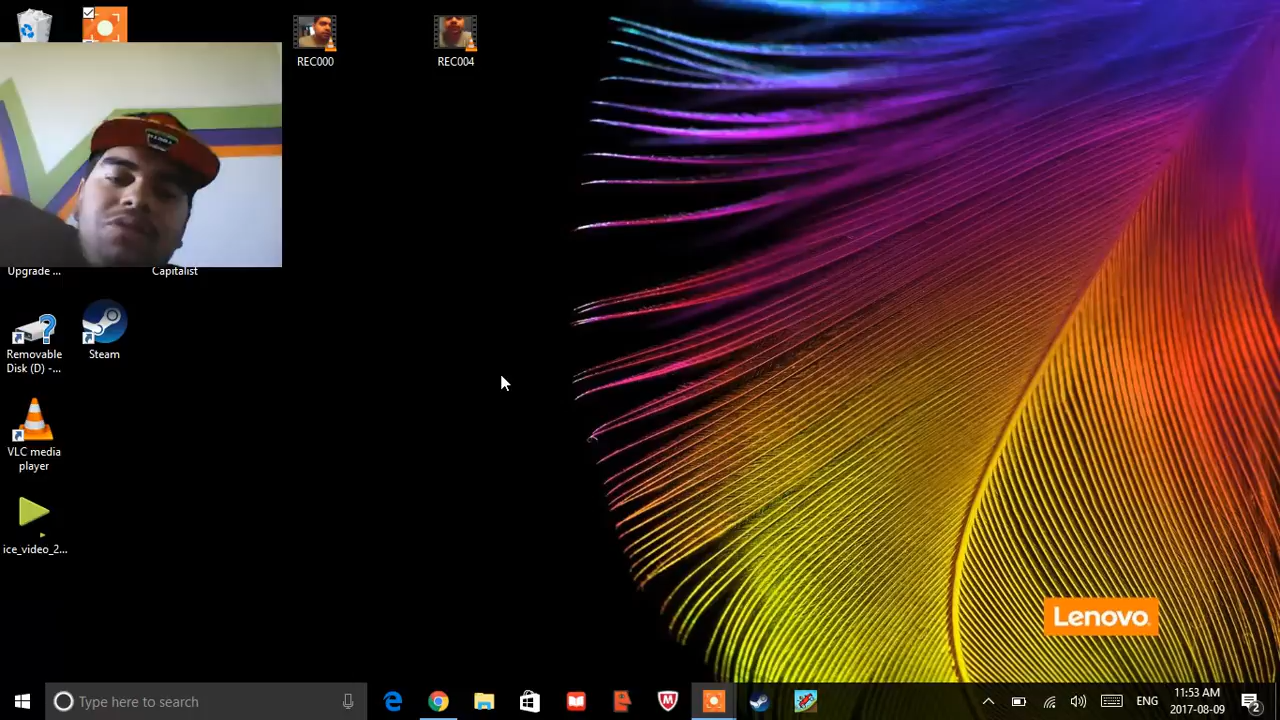 REC000
REC004
Upgrade ...
Capitalist
Removable
Disk (D) -...
Steam
VLC media
player
ice_video_2...
Lenovo
Type here to search
ENG
11:53 AM
2017-08-09
2